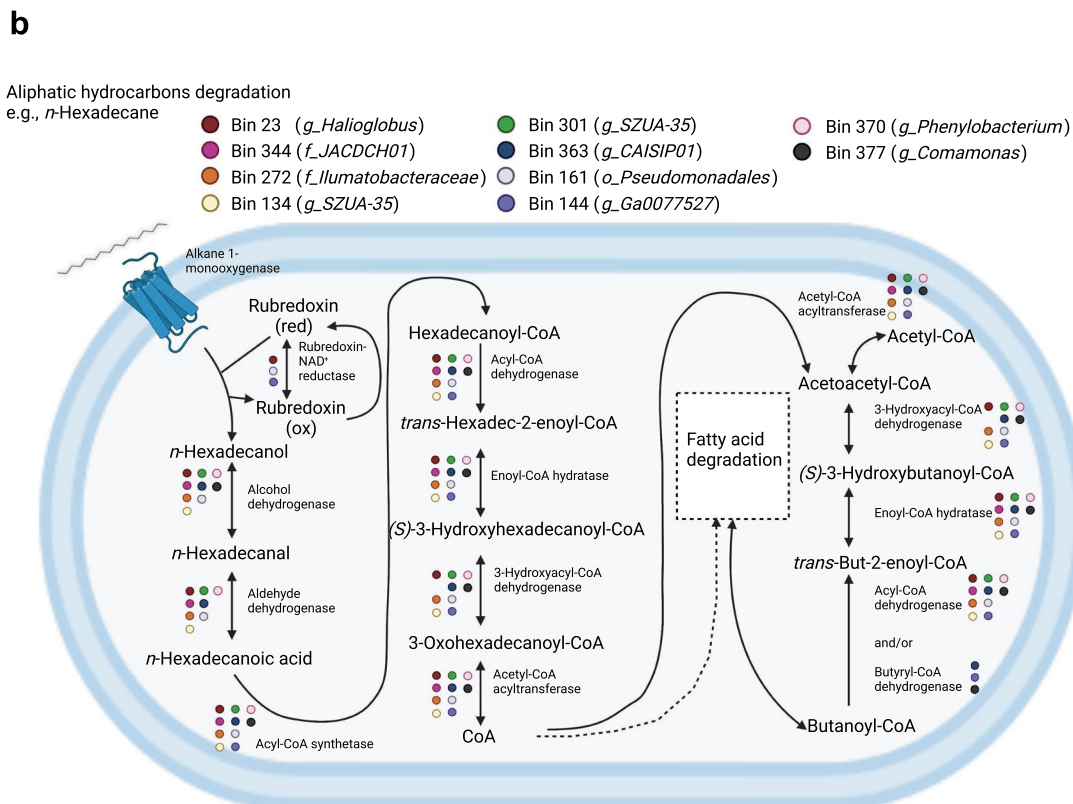 b
Aliphatic hydrocarbons degradation
e.g., n-Hexadecane
Bin 23 (g_Halioglobus)
Bin 344 (f_JACDCH01)
Bin 272 (f_Ilumatobacteraceae)
Bin 134 (g_SZUA-35)
Bin 301 (g_SZUA-35)
Bin 363 (g_CAISIP01)
Bin 161 (o_Pseudomonadales)
Bin 144 (g_Ga0077527)
Bin 370 (g_Phenylobacterium)
Bin 377 (g_Comamonas)
Alkane 1-
monooxygenase
Rubredoxin
(red)
Rubredoxin-
NAD+
reductase
Rubredoxin
(ox)
n-Hexadecanol
Alcohol
dehydrogenase
n-Hexadecanal
Aldehyde
dehydrogenase
n-Hexadecanoic acid
Acyl-CoA synthetase
Hexadecanoyl-CoA
Acyl-CoA
dehydrogenase
trans-Hexadec-2-enoyl-CoA
Enoyl-CoA hydratase
(S)-3-Hydroxyhexadecanoyl-CoA
3-Hydroxyacyl-CoA
dehydrogenase
3-Oxohexadecanoyl-CoA
Acetyl-CoA
acyltransferase
CoA
Fatty acid
degradation
Acetyl-CoA
acyltransferase
Acetyl-CoA
Acetoacetyl-CoA
3-Hydroxyacyl-CoA
dehydrogenase
(S)-3-Hydroxybutanoyl-CoA
Enoyl-CoA hydratase
trans-But-2-enoyl-CoA
Acyl-CoA
dehydrogenase
and/or
Butyryl-CoA
dehydrogenase
Butanoyl-CoA